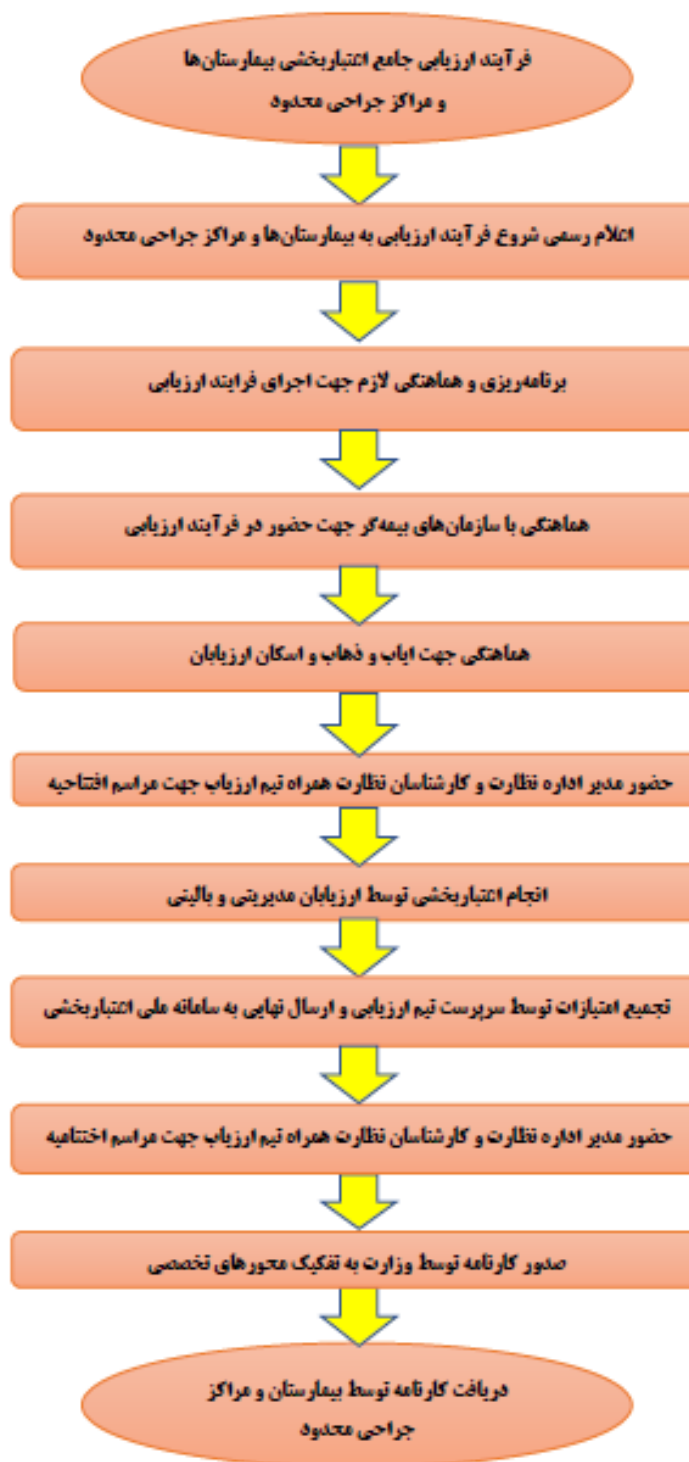 فرآیند ارزیابی جامع اعتباربخشی بیمارستان‌ها
و مراکز جراحی محدود
اعلام رسمی شروع فرآیند ارزیابی به بیمارستان‌ها و مراکز جراحی محدود
برنامه‌ریزی و هماهنگی لازم جهت اجرای فرایند ارزیابی
هماهنگی با سازمان‌های بیمه‌گر جهت حضور در فرآیند ارزیابی
هماهنگی جهت ایاب و ذهاب و اسکان ارزیابان
حضور مدیر اداره نظارت و کارشناسان نظارت همراه تیم ارزیاب جهت مراسم افتتاحیه
انجام اعتباربخشی توسط ارزیابان مدیریتی و بالینی
تجمیع امتیازات توسط سرپرست تیم ارزیابی و ارسال نهایی به سامانه ملی اعتباربخشی
حضور مدیر اداره نظارت و کارشناسان نظارت همراه تیم ارزیاب جهت مراسم اختتامیه
صدور کارنامه توسط وزارت به تفکیک محورهای تخصصی
دریافت کارنامه توسط بیمارستان و مراکز
جراحی محدود